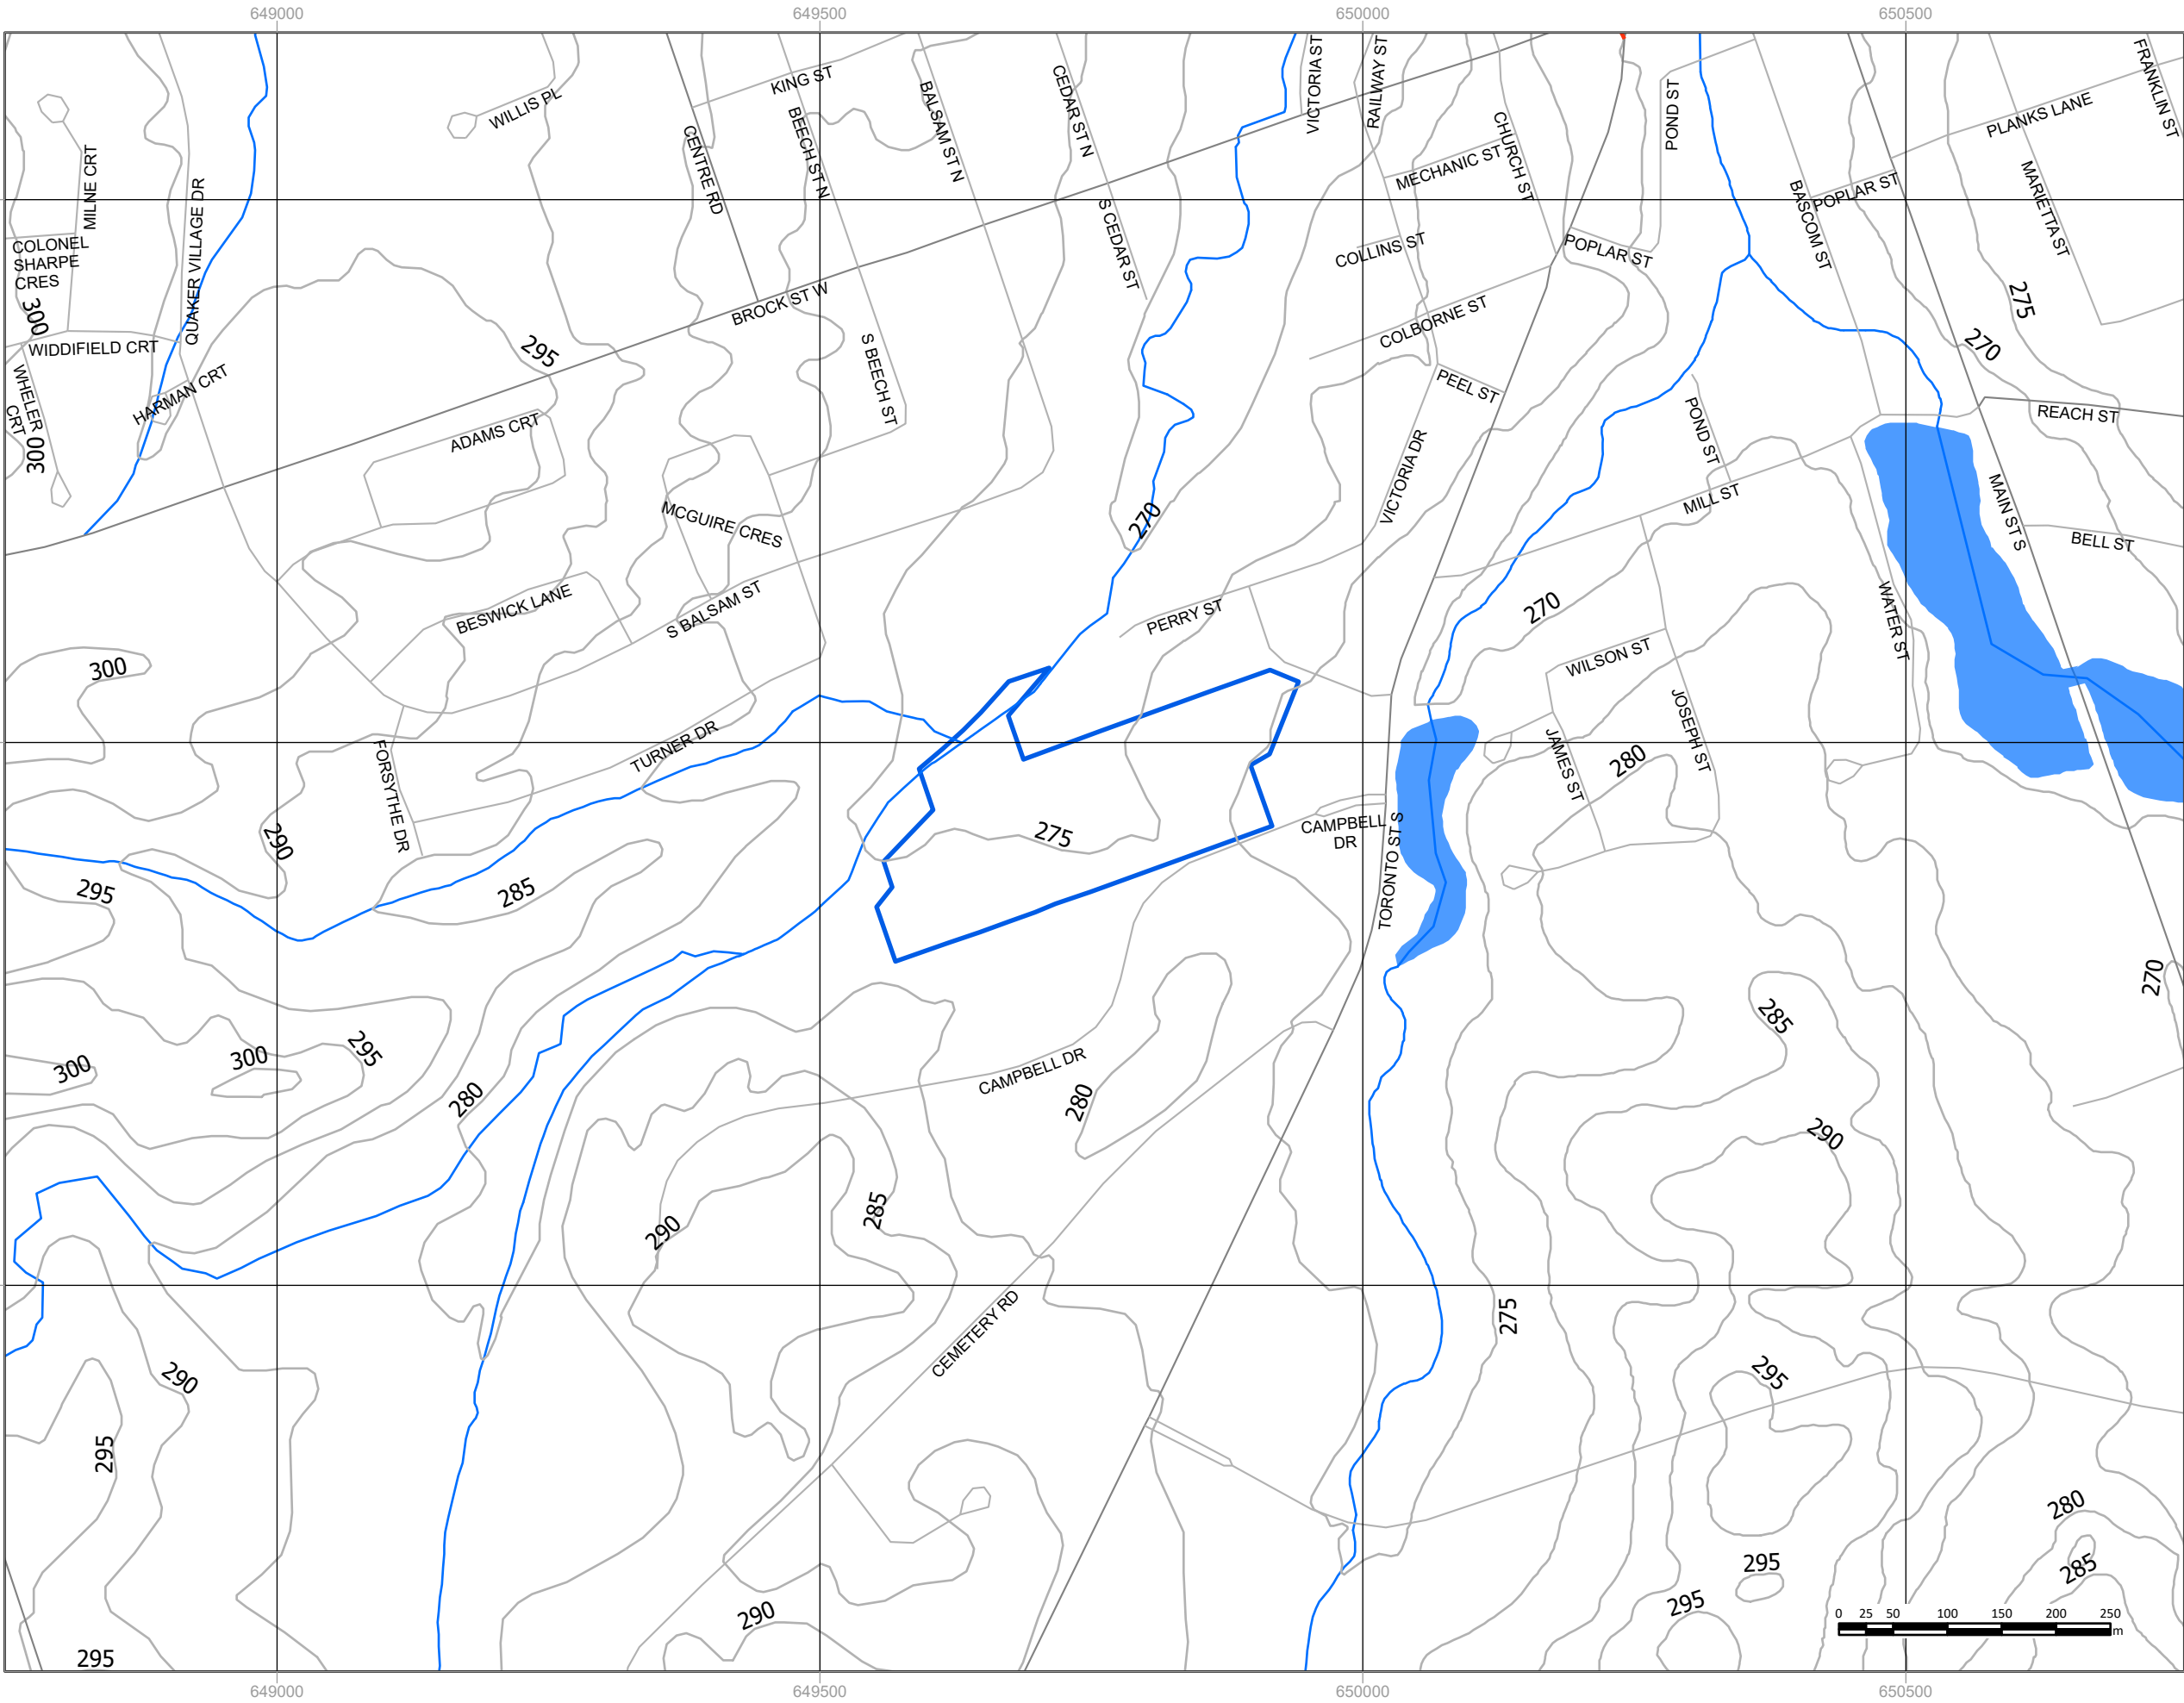 649000
649500
650000
650500
WILLIS PL
KING ST
BEECH ST N
BALSAM ST N
CEDAR ST N
VICTORIA ST
RAILWAY ST
CHURCH ST
MECHANIC ST
POND ST
PLANKS LANE
FRANKLIN ST
MILNE CRT
QUAKER VILLAGE DR
CENTRE RD
S CEDAR ST
BASCOM ST
POPLAR ST
MARIETTA ST
COLONEL
SHARPE
CRES
COLLINS ST
POPLAR ST
300
WIDDIFIELD CRT
BROCK ST W
COLBORNE ST
275
270
295
WHELER
CRT
HARMAN CRT
S BEECH ST
PEEL ST
REACH ST
ADAMS CRT
300
POND ST
VICTORIA DR
MCGUIRE CRES
270
MILL ST
MAIN ST S
BELL ST
BESWICK LANE
S BALSAM ST
PERRY ST
270
WATER ST
300
WILSON ST
FORSYTHE DR
TURNER DR
JAMES ST
280
JOSEPH ST
290
275
CAMPBELL
DR
TORONTO ST S
295
285
270
300
300
295
280
CAMPBELL DR
280
285
290
290
285
275
CEMETERY RD
290
295
295
280
295
285
295
290
295
0 25 50 100 150 200 250
m
649000
649500
650000
650500